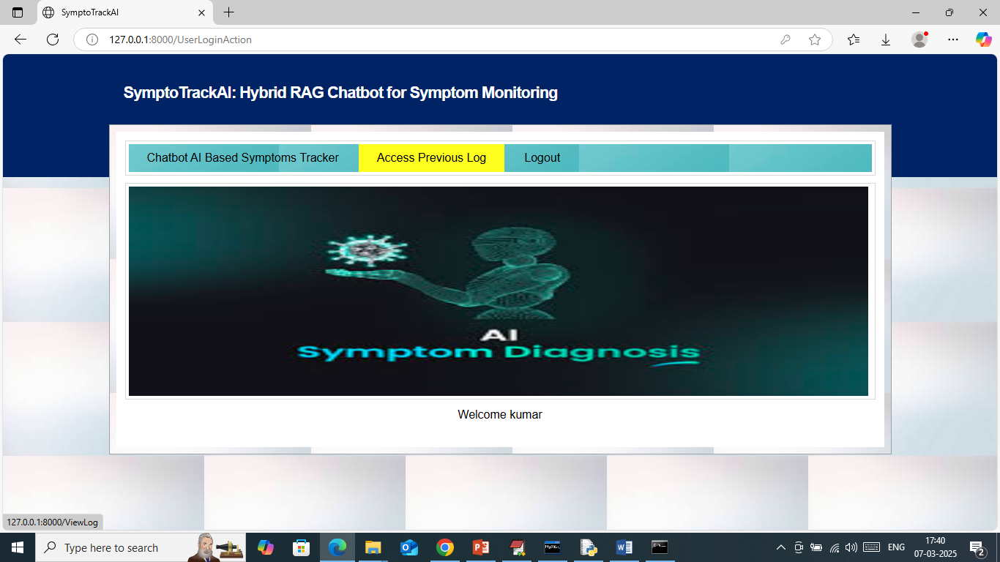 SymptoTrackAI
127.0.0.1:8000/UserLoginAction
SymptoTrackAI: Hybrid RAG Chatbot for Symptom Monitoring
Chatbot AI Based Symptoms Tracker Access Previous Log Logout
AI
Symptom Diagnosis
Welcome kumar
127.0.0.1:8000/ViewLog
Type here to search
ENG
17:40
07-03-2025
2